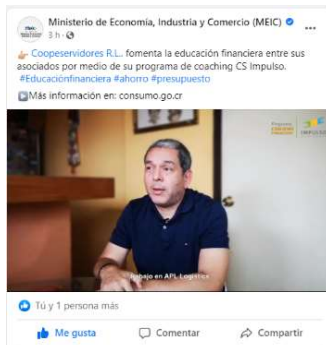 Ministerio de Economía, Industria y Comercio (MEIC)
3 h
Coopeservidores R.L.. fomenta la educación financiera entre sus
asociados por medio de su programa de coaching CS Impulso.
#Educaciónfinanciera #ahorro #presupuesto
Más información en: consumo.go.cr
IMPULSO
Trabajo en APL Logistics
Tú y 1 persona más
Me gusta
Comentar
Compartir